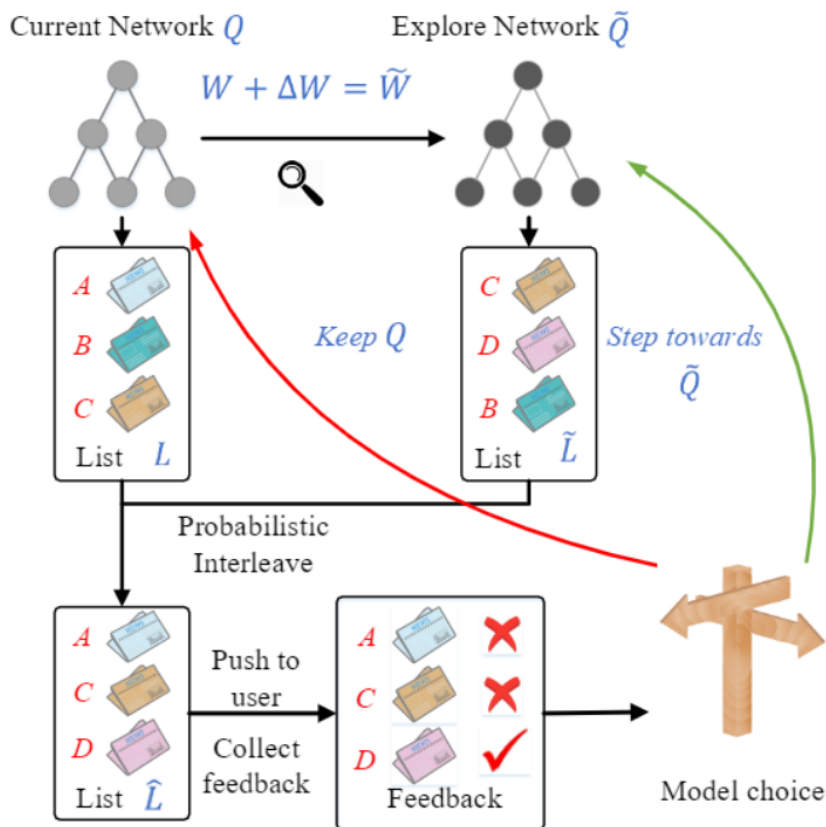 Current Network Q
Explore Network Q̃
W + ΔW = W̃
A
B
C
List L
C
D
B
List L̃
Keep Q
Step towards
Q̃
Probabilistic
Interleave
A
C
D
List L̂
Push to
user
Collect
feedback
A
C
D
Feedback
Model choice